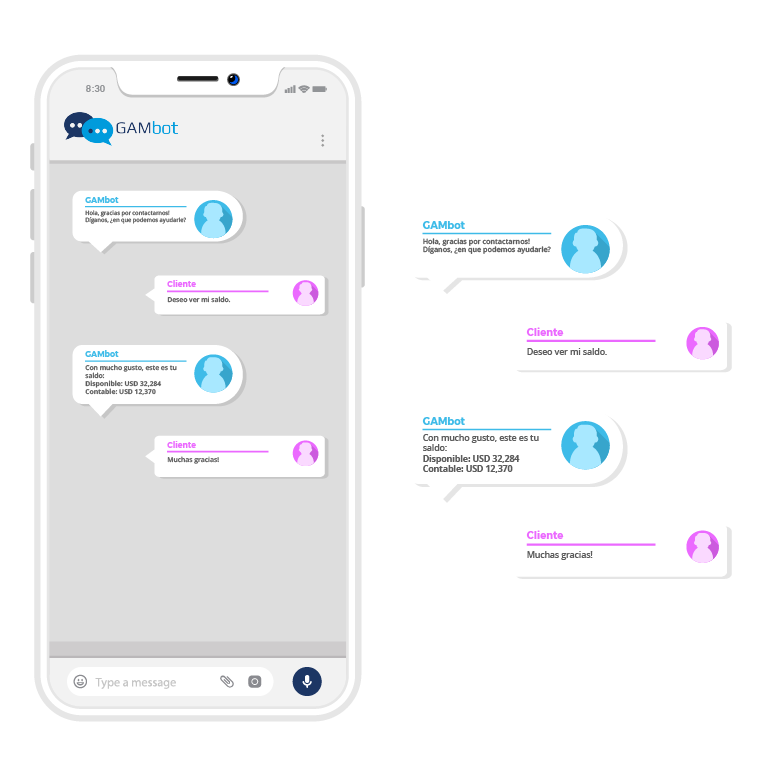 8:30
GAMbot
GAMbot
Hola, gracias por contactarnos!
Díganos, ¿en que podemos ayudarle?
Cliente
Deseo ver mi saldo.
GAMbot
Con mucho gusto, este es tu
saldo:
Disponible: USD 32,284
Contable: USD 12,370
Cliente
Muchas gracias!
Type a message
GAMbot
Hola, gracias por contactarnos!
Díganos, ¿en que podemos ayudarle?
Cliente
Deseo ver mi saldo.
GAMbot
Con mucho gusto, este es tu
saldo:
Disponible: USD 32,284
Contable: USD 12,370
Cliente
Muchas gracias!